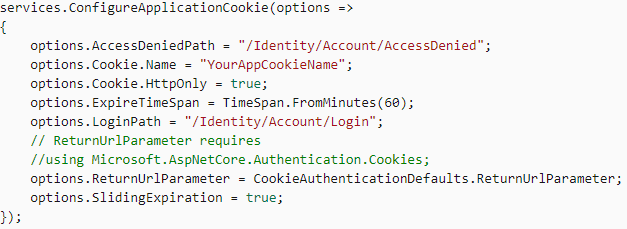 services.ConfigureApplicationCookie(options =>
{
    options.AccessDeniedPath = "/Identity/Account/AccessDenied";
    options.Cookie.Name = "YourAppCookieName";
    options.Cookie.HttpOnly = true;
    options.ExpireTimeSpan = TimeSpan.FromMinutes(60);
    options.LoginPath = "/Identity/Account/Login";
    // ReturnUrlParameter requires
    //using Microsoft.AspNetCore.Authentication.Cookies;
    options.ReturnUrlParameter = CookieAuthenticationDefaults.ReturnUrlParameter;
    options.SlidingExpiration = true;
});